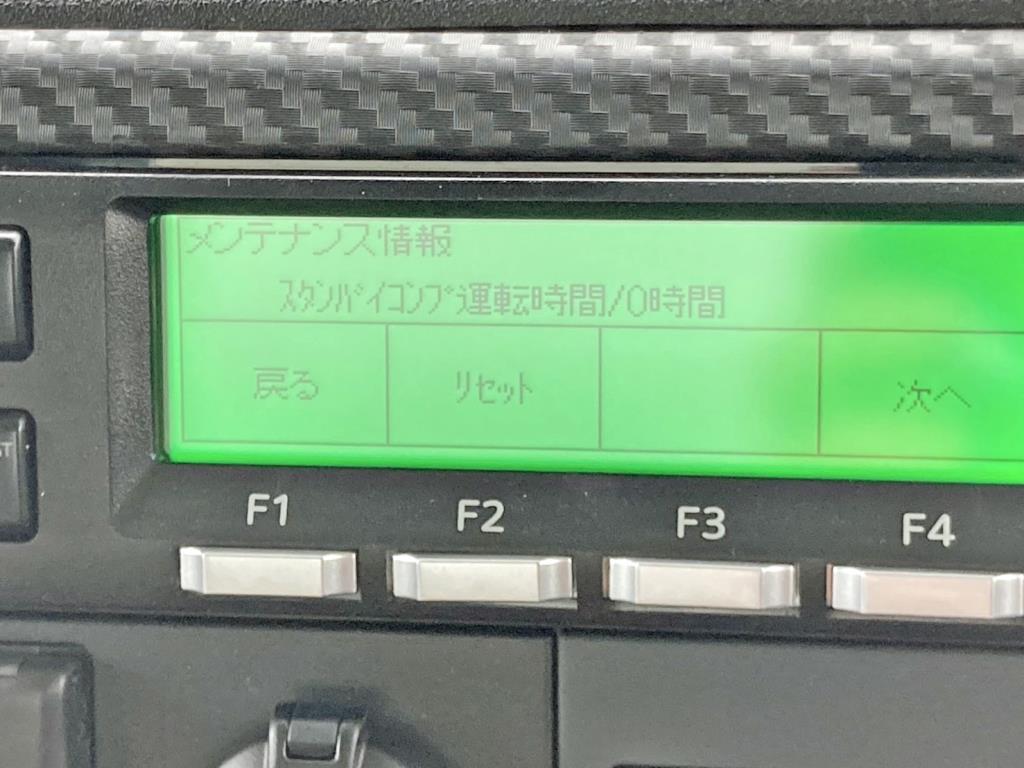 メンテナンス情報
スタンバイコンプ運転時間/0時間
戻る
リセット
次へ
F1
F2
F3
F4